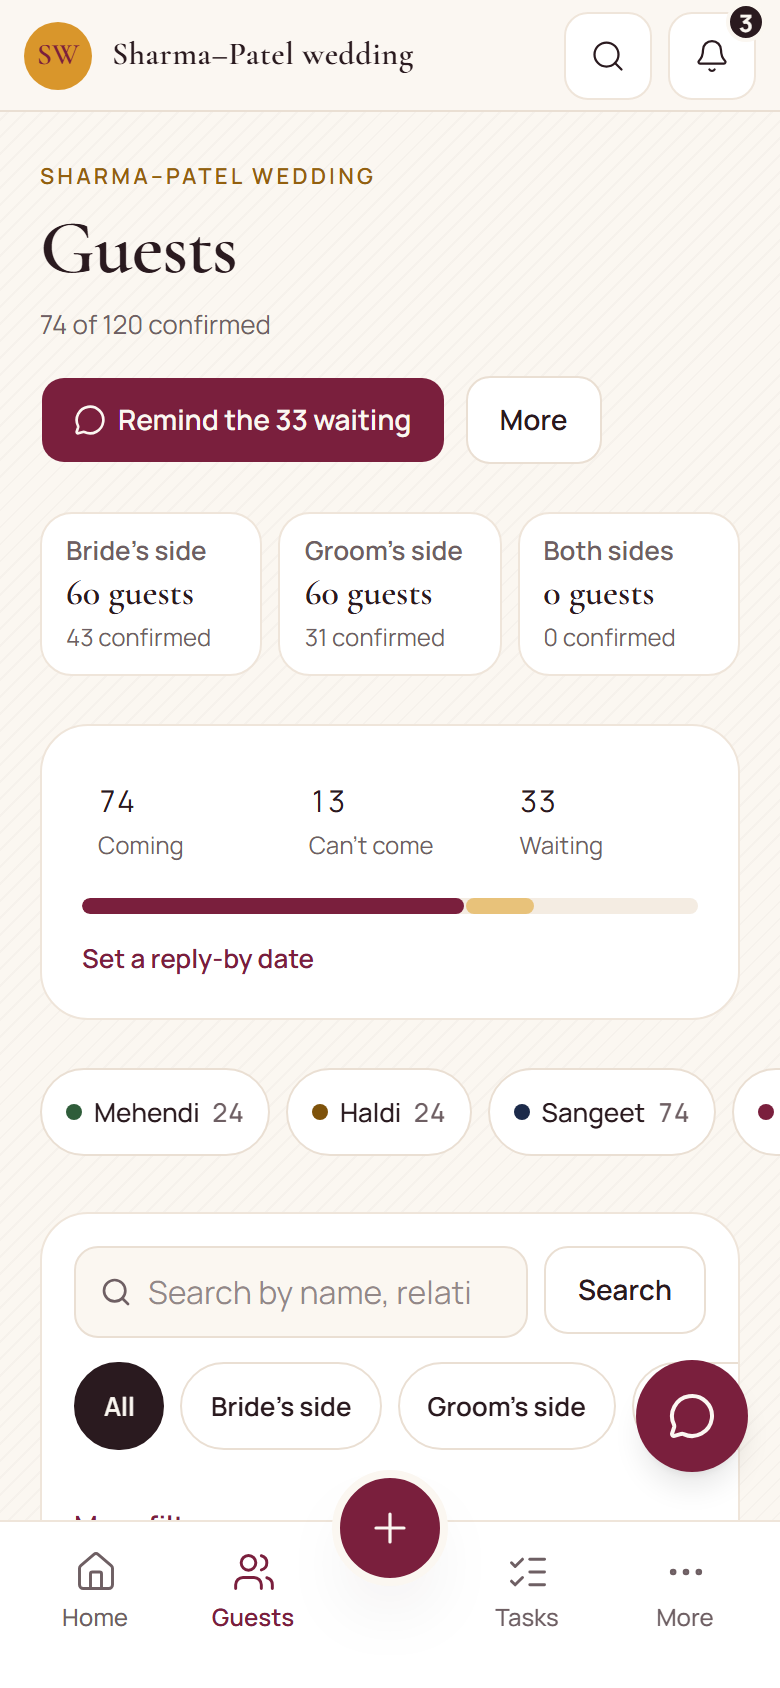 SW Sharma–Patel wedding 3
SHARMA–PATEL WEDDING
Guests
74 of 120 confirmed
Remind the 33 waiting More
Bride's side Groom's side Both sides
60 guests 60 guests 0 guests
43 confirmed 31 confirmed 0 confirmed
74 13 33
Coming Can't come Waiting
Set a reply-by date
Mehendi 24 Haldi 24 Sangeet 74
Search by name, relati Search
All Bride's side Groom's side
Home Guests Tasks More